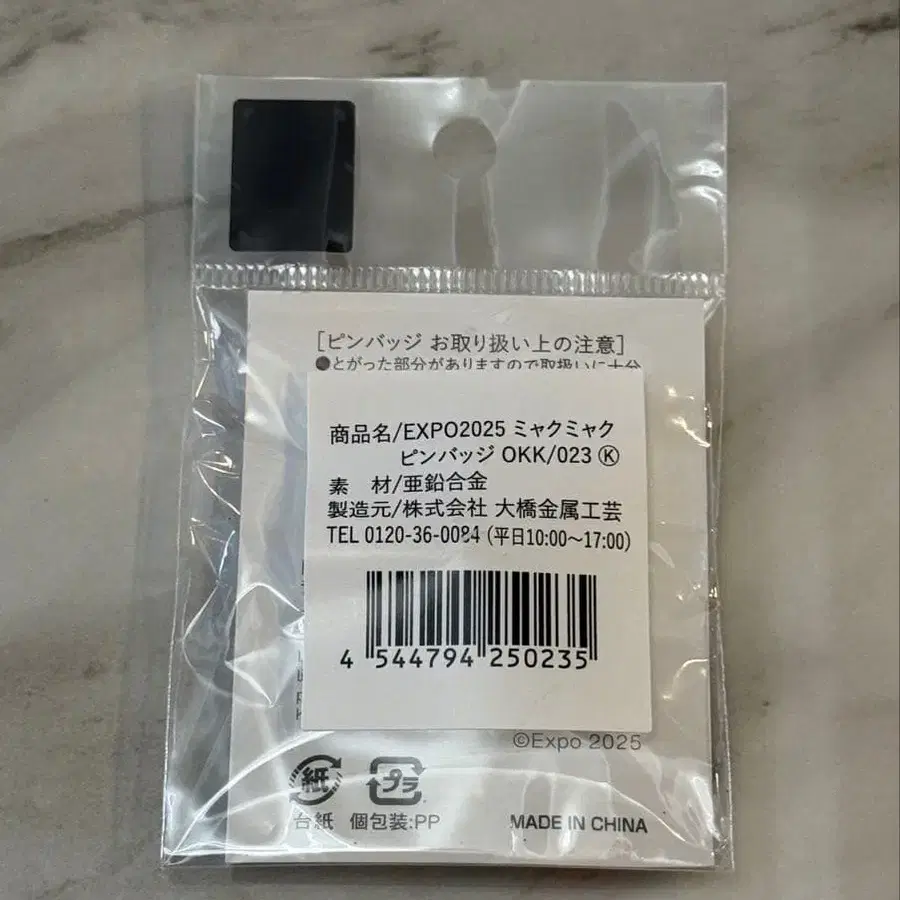 [ピンバッジ お取り扱い上の注意]
●とがった部分がありますので取扱いに十分
商品名/EXPO2025 ミャクミャク
ピンバッジ OKK/023 Ⓚ
素　材/亜鉛合金
製造元/株式会社 大橋金属工芸
TEL 0120-36-0084 (平日10:00〜17:00)
4 544794 250235
©Expo 2025
紙 プラ
台紙 個包装:PP MADE IN CHINA